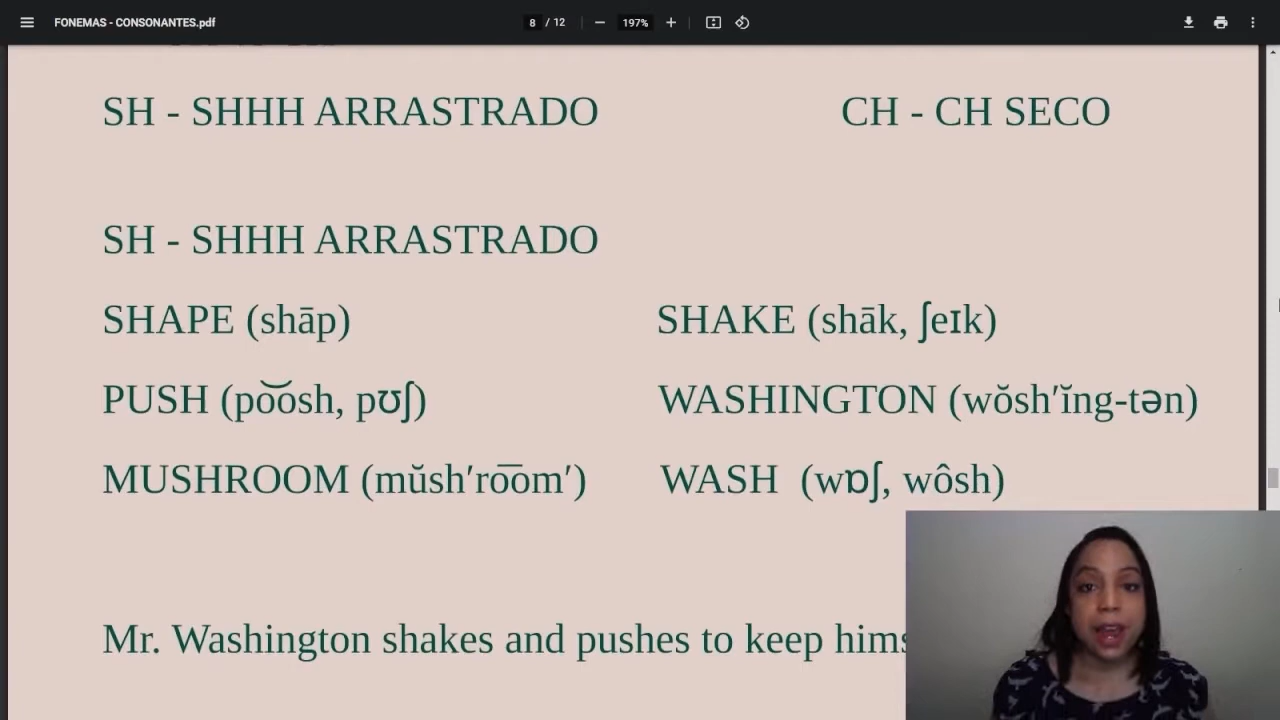 FONEMAS - CONSONANTES.pdf
8 / 12
197%
SH - SHHH ARRASTRADO CH - CH SECO
SH - SHHH ARRASTRADO
SHAPE (shāp) SHAKE (shāk, ʃeɪk)
PUSH (po͝osh, pʊʃ) WASHINGTON (wŏsh′ĭng-tən)
MUSHROOM (mŭsh′ro͞om′) WASH (wɒʃ, wôsh)
Mr. Washington shakes and pushes to keep hims